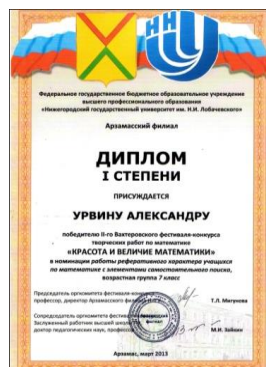 ННГУ
Федеральное государственное бюджетное образовательное учреждение
высшего профессионального образования
«Нижегородский государственный университет им. Н.И. Лобачевского»
Арзамасский филиал
ДИПЛОМ
I СТЕПЕНИ
ПРИСУЖДАЕТСЯ
УРВИНУ АЛЕКСАНДРУ
победителю II-го Вахтеровского фестиваля-конкурса
творческих работ по математике
«КРАСОТА И ВЕЛИЧИЕ МАТЕМАТИКИ»
в номинации работы реферативного характера учащихся
по математике с элементами самостоятельного поиска,
возрастная группа 7 класс
Председатель оргкомитета фестиваля-конкурса
профессор, директор Арзамасского филиала Т.Л. Мигунова
Сопредседатель оргкомитета
Заслуженный работник высшей школы
доктор педагогических наук, профессор М.И. Зайкин
Арзамас, март 2013